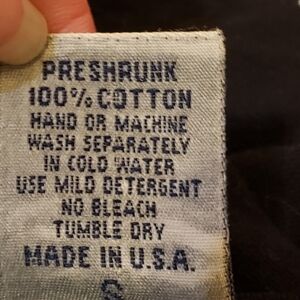 PRESHRUNK
100% COTTON
HAND OR MACHINE
WASH SEPARATELY
IN COLD WATER
USE MILD DETERGENT
NO BLEACH
TUMBLE DRY
MADE IN U.S.A.
S